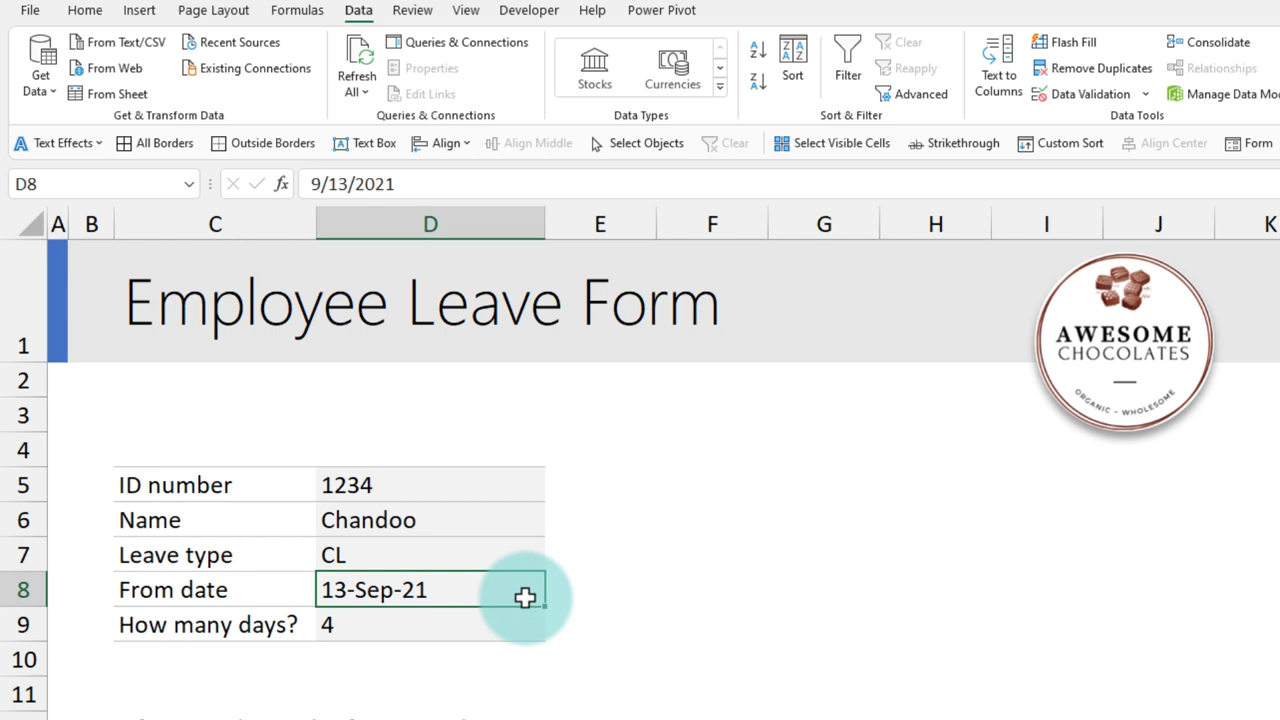 File Home Insert Page Layout Formulas Data Review View Developer Help Power Pivot
From Text/CSV Recent Sources Queries & Connections Clear Flash Fill Consolidate
Get Data From Web Existing Connections Refresh All Properties Stocks Currencies Sort Filter Reapply Text to Columns Remove Duplicates Relationships
From Sheet Edit Links Advanced Data Validation Manage Data Mod
Get & Transform Data Queries & Connections Data Types Sort & Filter Data Tools
Text Effects All Borders Outside Borders Text Box Align Align Middle Select Objects Clear Select Visible Cells ab Strikethrough Custom Sort Align Center Form
D8 fx 9/13/2021
A B C D E F G H I J K
1 Employee Leave Form
AWESOME
CHOCOLATES
ORGANIC - WHOLESOME
2
3
4
5 ID number 1234
6 Name Chandoo
7 Leave type CL
8 From date 13-Sep-21
9 How many days? 4
10
11